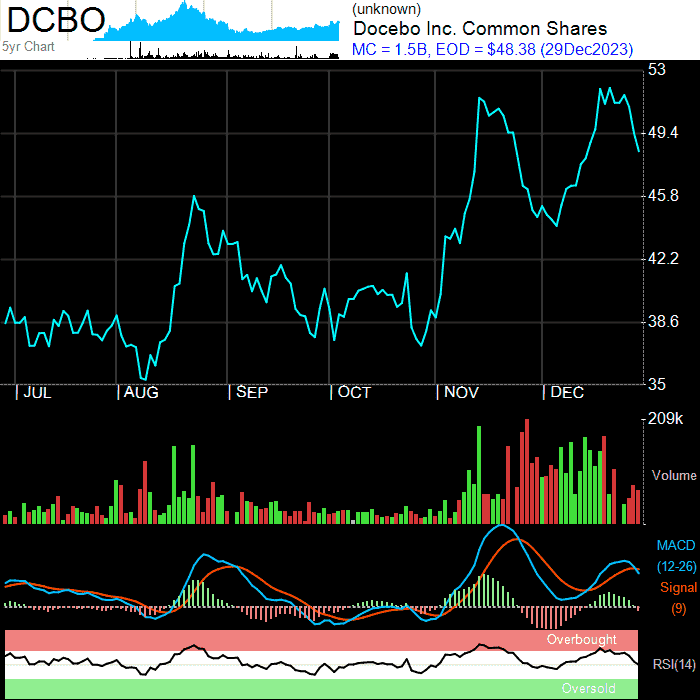 DCBO
5yr Chart
(unknown)
Docebo Inc. Common Shares
MC = 1.5B, EOD = $48.38 (29Dec2023)
53
49.4
45.8
42.2
38.6
35
| JUL | AUG | SEP | OCT | NOV | DEC
209k
Volume
MACD
(12-26)
Signal
(9)
Overbought
RSI(14)
Oversold